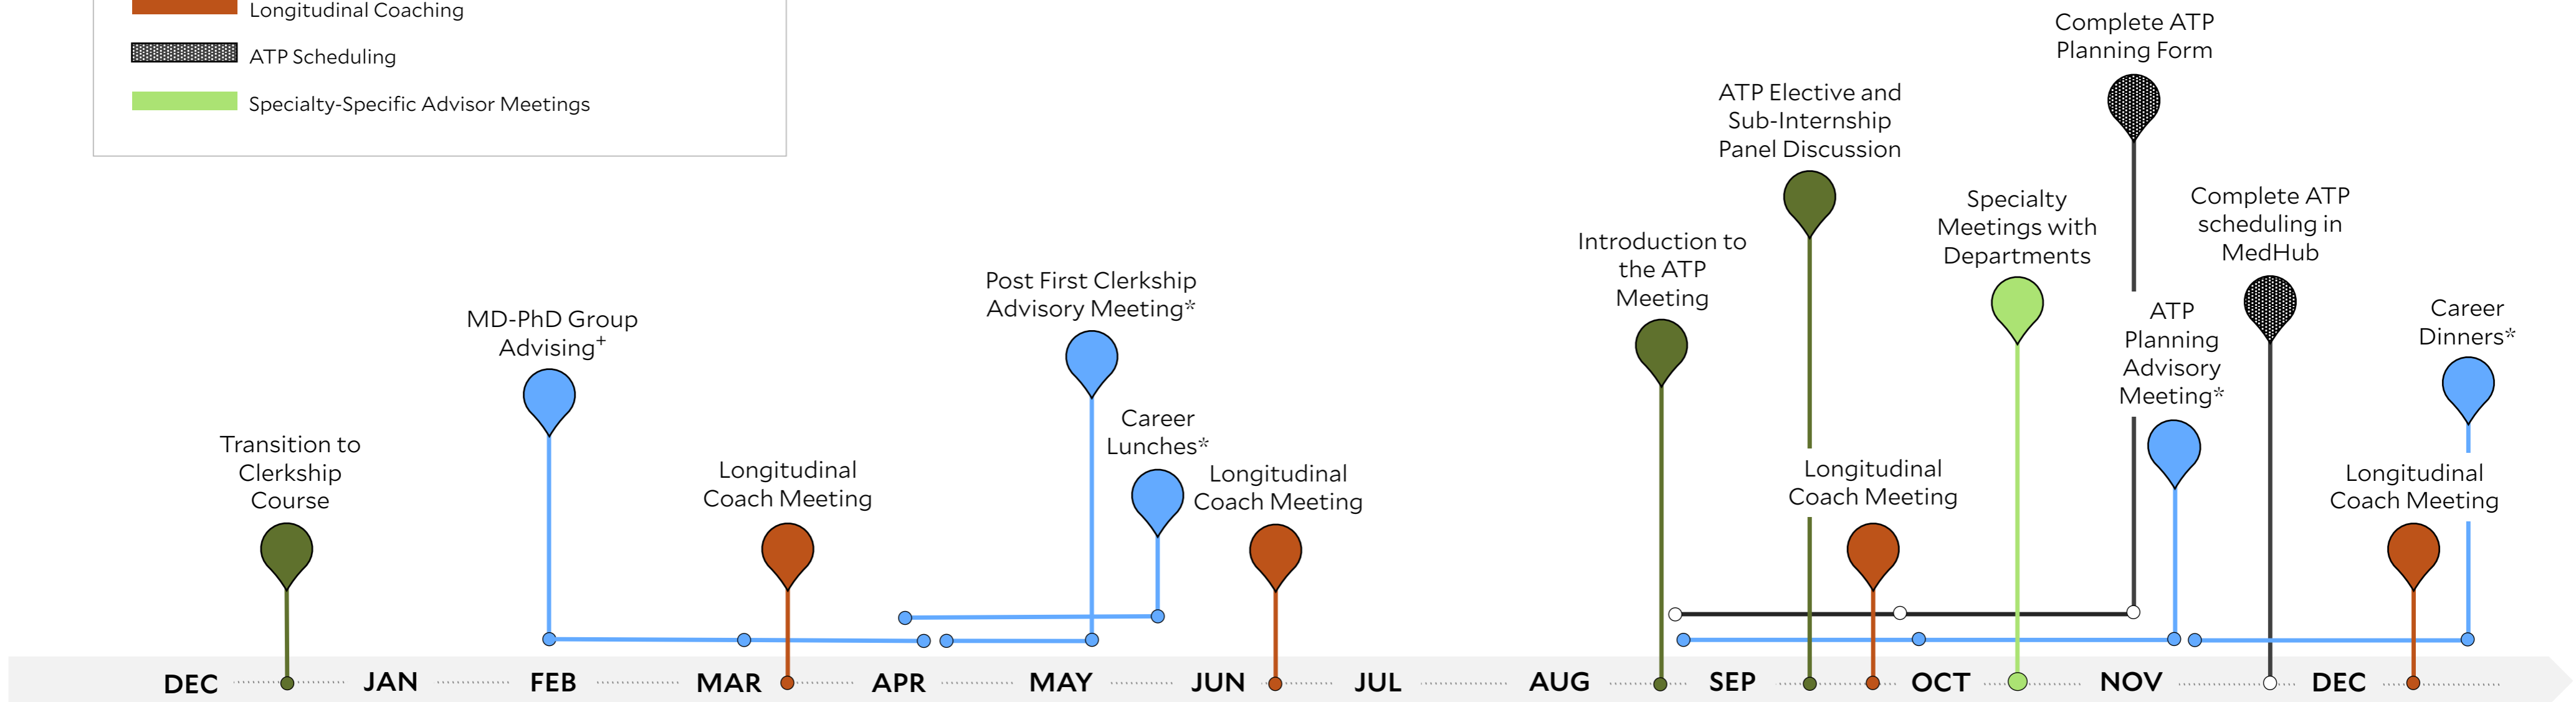 Longitudinal Coaching
ATP Scheduling
Specialty-Specific Advisor Meetings
Transition to
Clerkship
Course
MD-PhD Group
Advising⁺
Longitudinal
Coach Meeting
Post First Clerkship
Advisory Meeting*
Career
Lunches*
Longitudinal
Coach Meeting
Introduction to
the ATP
Meeting
ATP Elective and
Sub-Internship
Panel Discussion
Longitudinal
Coach Meeting
Specialty
Meetings with
Departments
Complete ATP
Planning Form
ATP
Planning
Advisory
Meeting*
Complete ATP
scheduling in
MedHub
Career
Dinners*
Longitudinal
Coach Meeting
DEC JAN FEB MAR APR MAY JUN JUL AUG SEP OCT NOV DEC